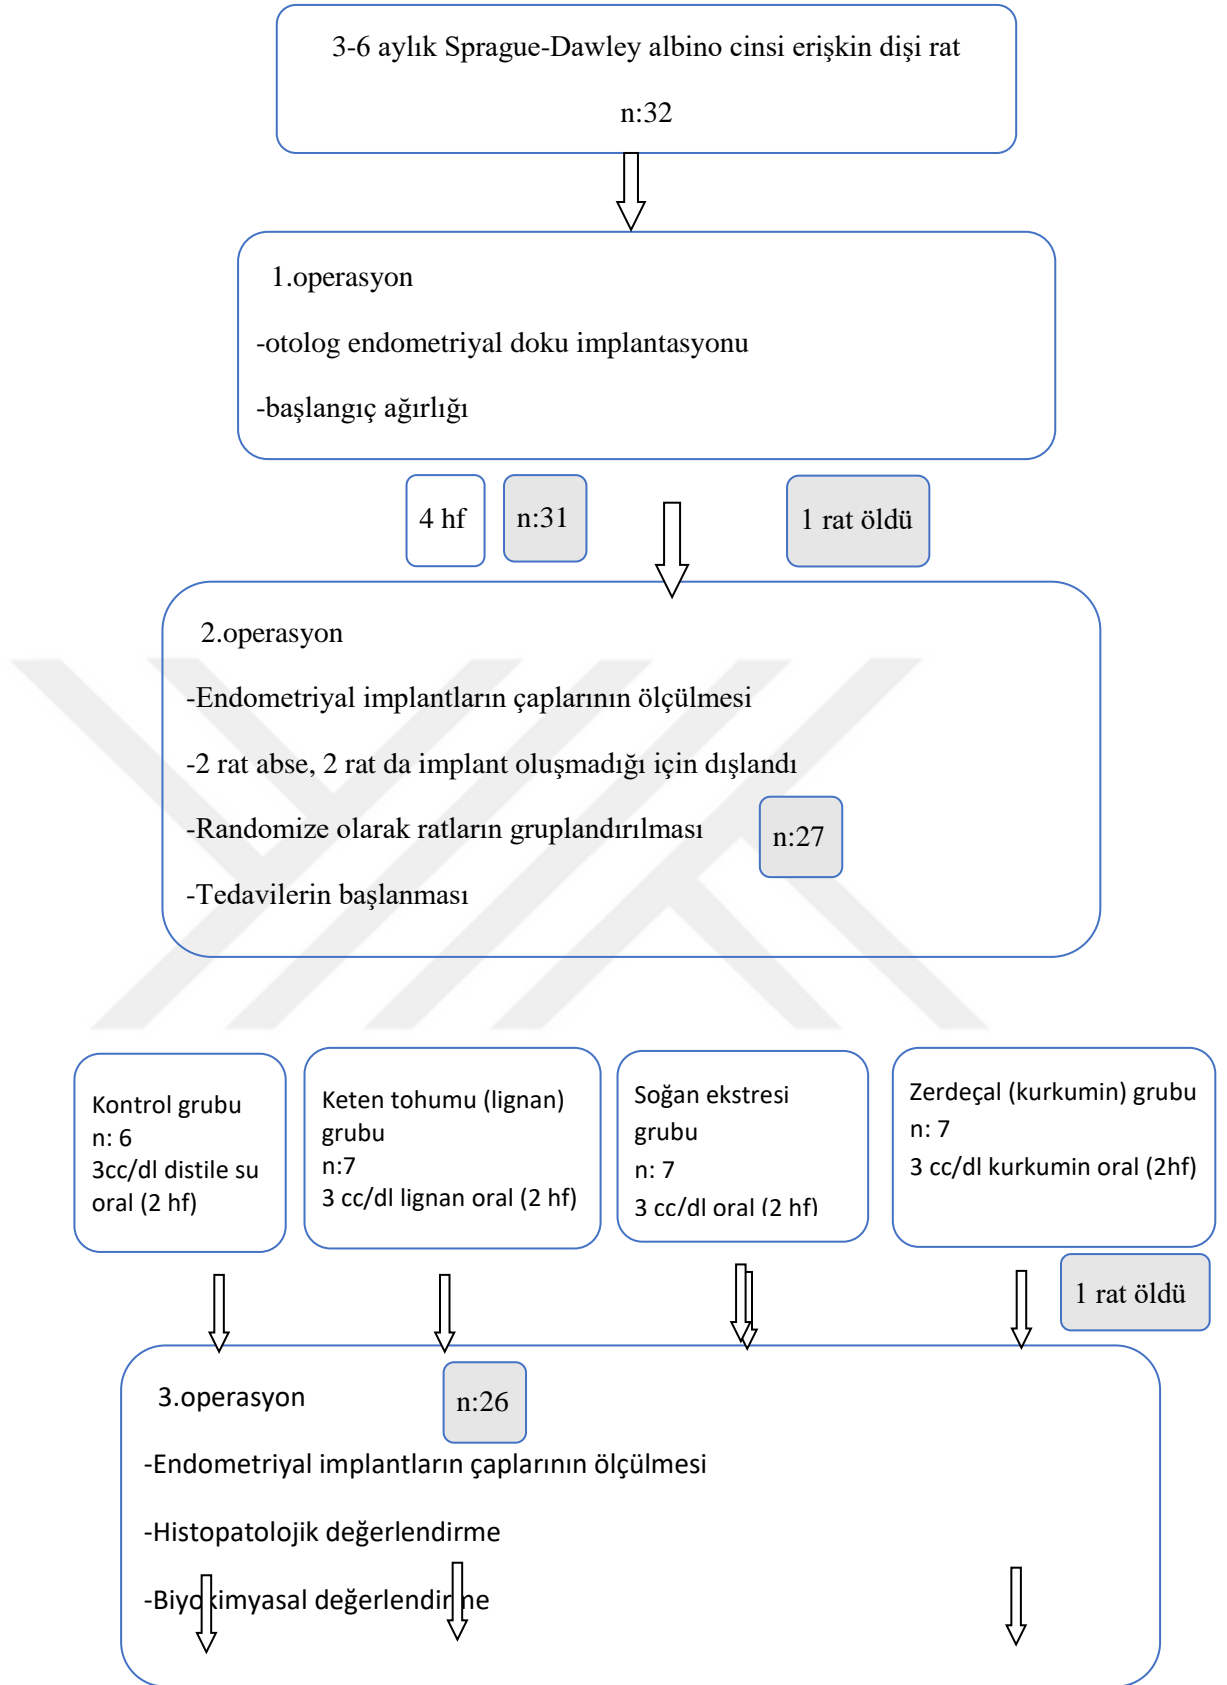 3-6 aylık Sprague-Dawley albino cinsi erişkin dişi rat
n:32
1.operasyon
-otolog endometriyal doku implantasyonu
-başlangıç ağırlığı
4 hf
n:31
1 rat öldü
2.operasyon
-Endometriyal implantların çaplarının ölçülmesi
-2 rat abse, 2 rat da implant oluşmadığı için dışlandı
-Randomize olarak ratların gruplandırılması
n:27
-Tedavilerin başlanması
Kontrol grubu
n: 6
3cc/dl distile su
oral (2 hf)
Keten tohumu (lignan)
grubu
n:7
3 cc/dl lignan oral (2 hf)
Soğan ekstresi
grubu
n: 7
3 cc/dl oral (2 hf)
Zerdeçal (kurkumin) grubu
n: 7
3 cc/dl kurkumin oral (2hf)
1 rat öldü
3.operasyon
n:26
-Endometriyal implantların çaplarının ölçülmesi
-Histopatolojik değerlendirme
-Biyokimyasal değerlendirme